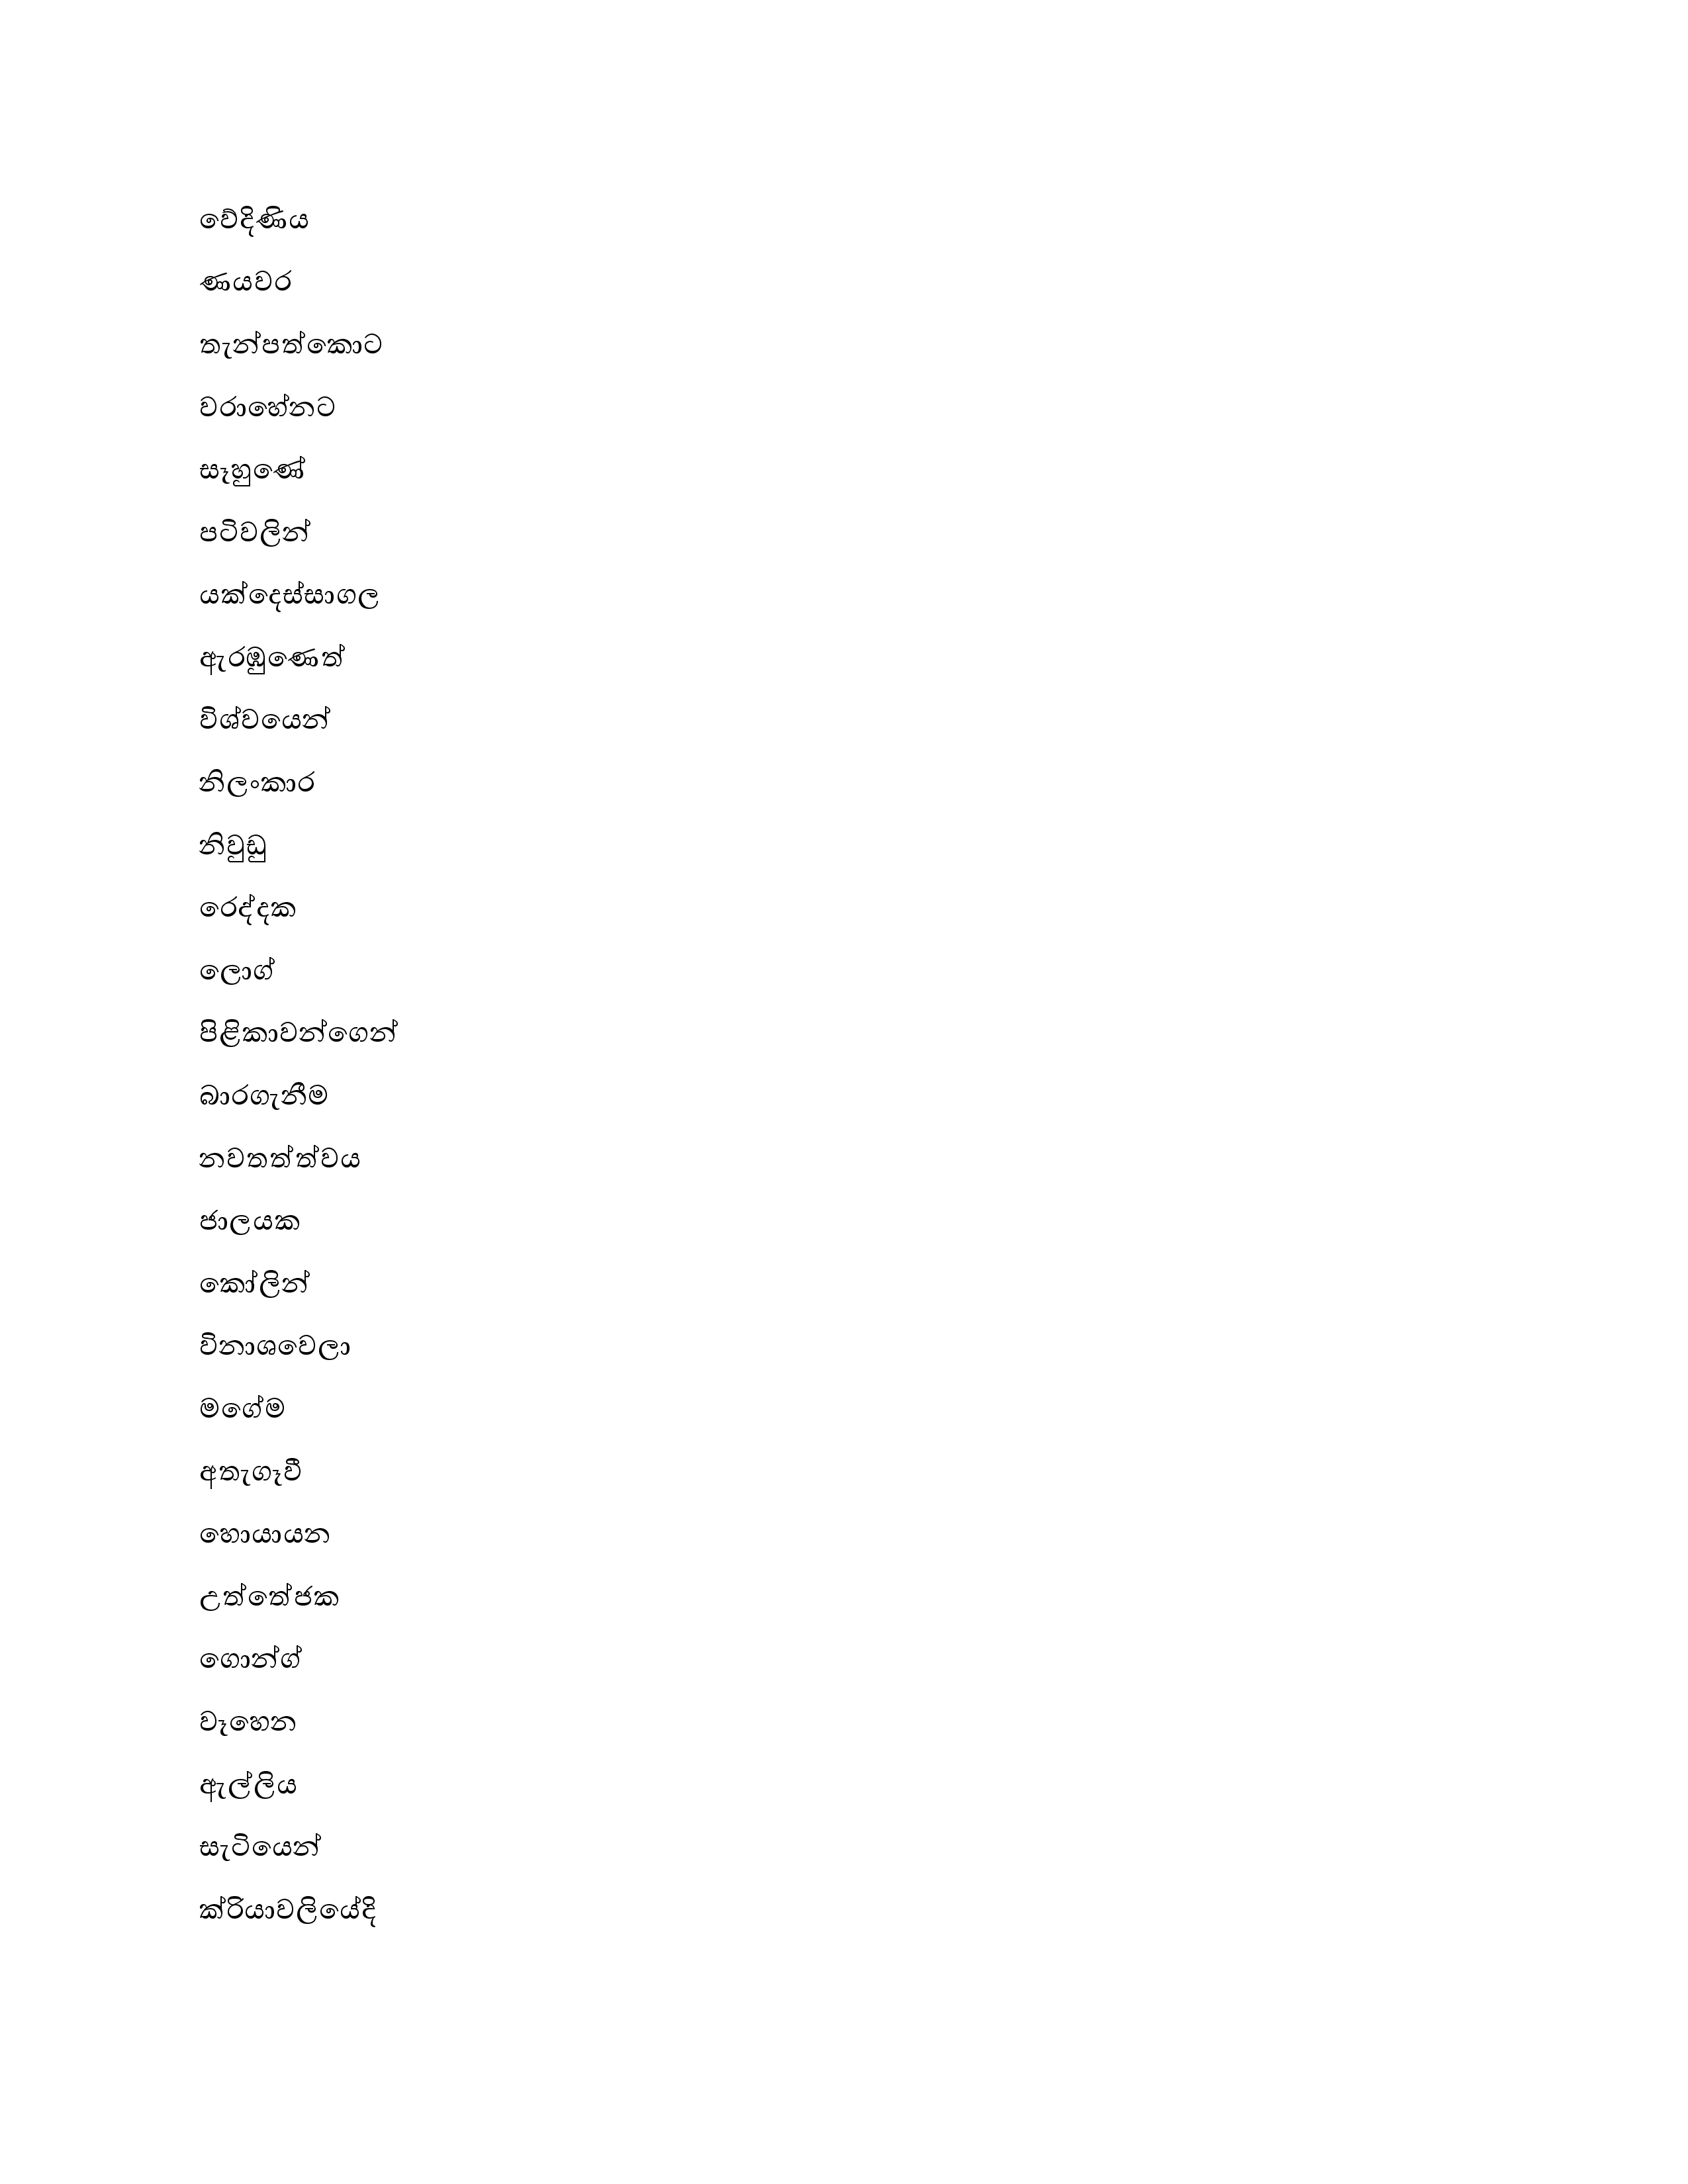 වේදිණිය
ණයවර
තැන්පත්කොට
වරාහේනට
සෑහුණේ
පටිවලින්
යක්දෙස්සාගල
ඇරඹුණෙත්
විශ්වයෙන්
නිලංකාර
නිවුඩු
රෙද්දක
ලොග්
පිළිකාවන්ගෙන්
බාරගැනීම
නවතත්ත්වය
ජාලයක
කෝලින්
විනාශවෙලා
මගේම
අතැගෑවී
හොයායන
උත්තේජක
ගොන්ග්
වෑහෙන
ඇල්ලිය
සැටියෙන්
ක්රියාවලියේදි